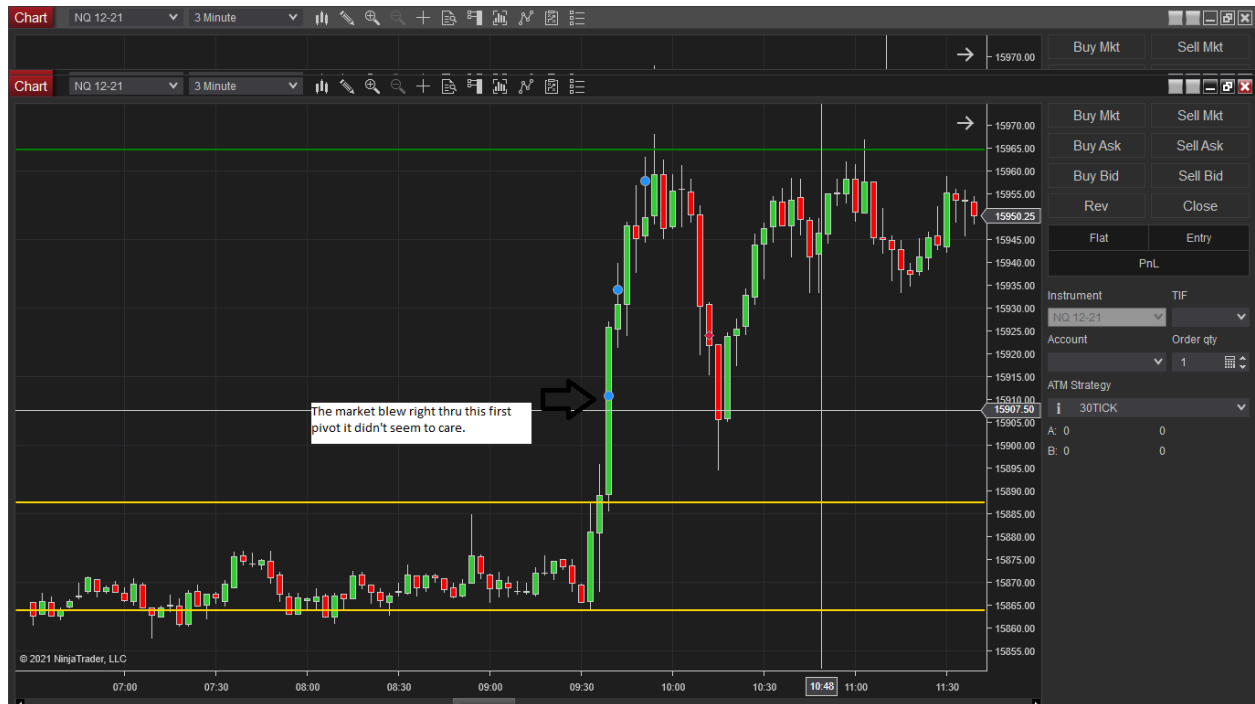 Chart NQ 12-21 3 Minute
15970.00
Buy Mkt Sell Mkt
Chart NQ 12-21 3 Minute
15970.00
15965.00
15960.00
15955.00
15950.25
15945.00
15940.00
15935.00
15930.00
15925.00
15920.00
15915.00
15910.00
15907.50
15905.00
15900.00
15895.00
15890.00
15885.00
15880.00
15875.00
15870.00
15865.00
15860.00
15855.00
Buy Mkt Sell Mkt
Buy Ask Sell Ask
Buy Bid Sell Bid
Rev Close
Flat Entry
PnL
Instrument TIF
NQ 12-21
Account Order qty
1
ATM Strategy
i 30TICK
A: 0 0
B: 0 0
The market blew right thru this first
pivot it didn't seem to care.
© 2021 NinjaTrader, LLC
07:00 07:30 08:00 08:30 09:00 09:30 10:00 10:30 10:48 11:00 11:30